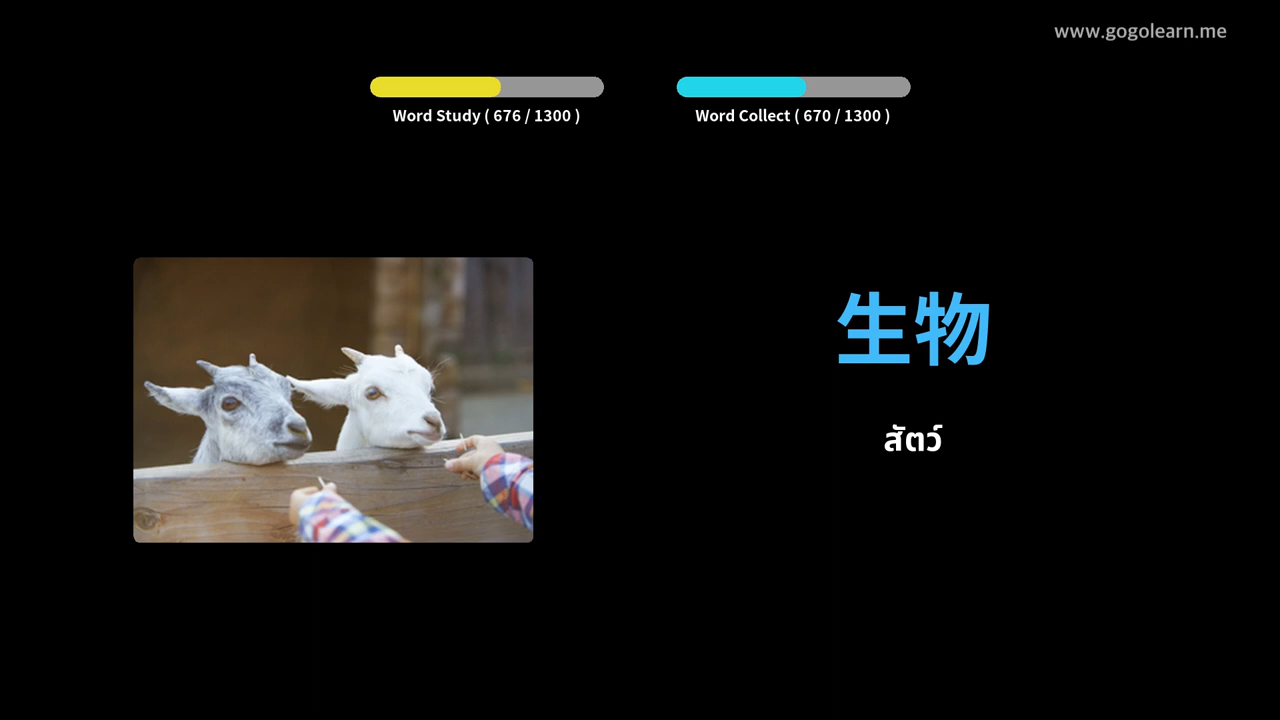 www.gogolearn.me
Word Study ( 676 / 1300 )
Word Collect ( 670 / 1300 )
生物
สัตว์